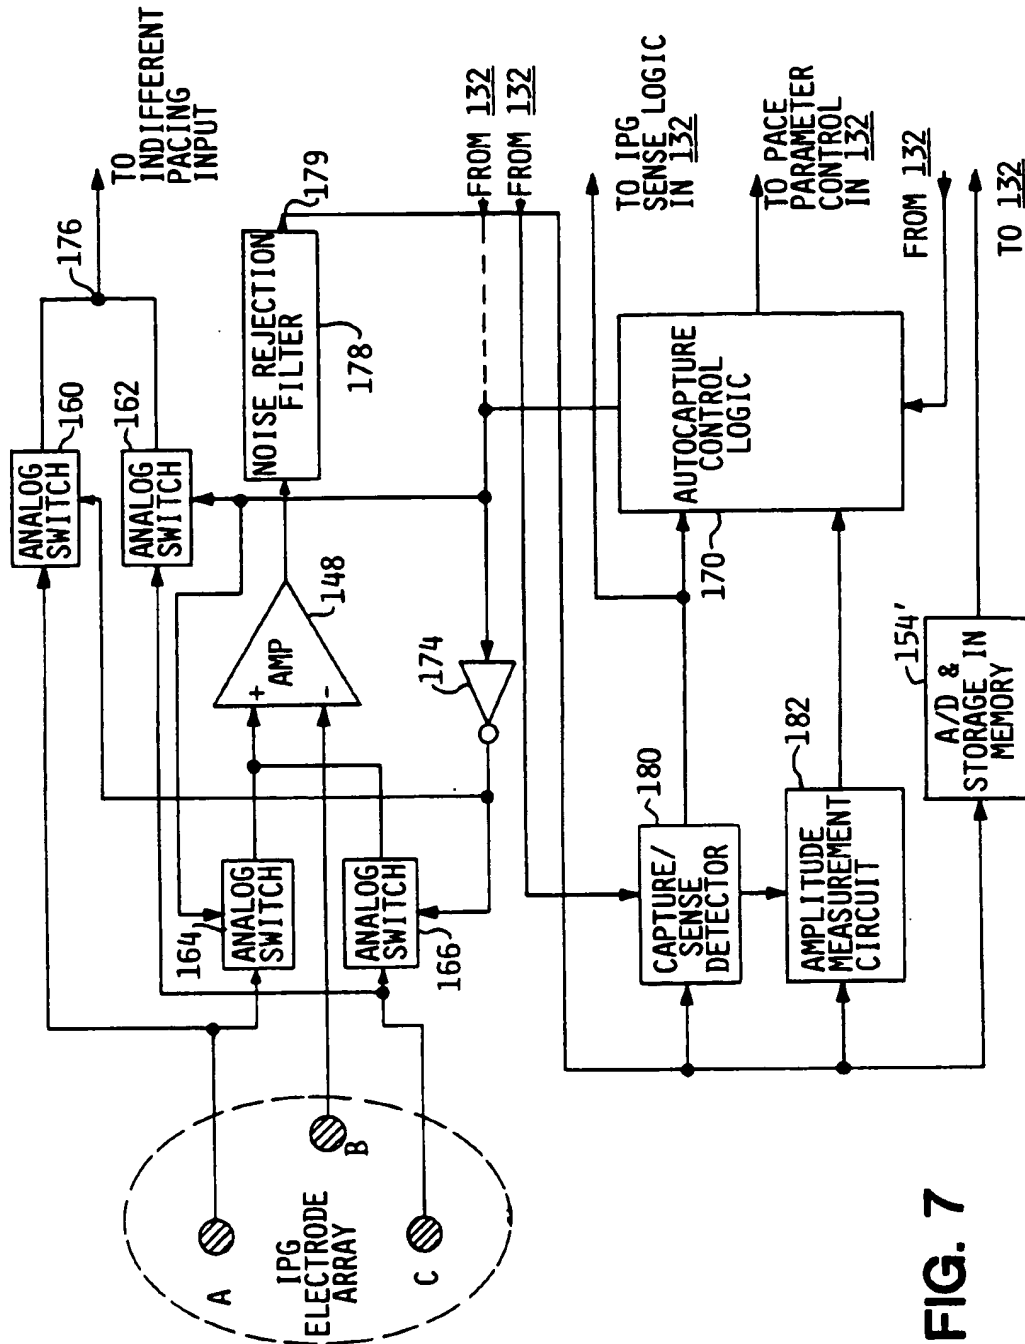 TO
INDIFFERENT
PACING
INPUT
176
ANALOG
SWITCH
160
ANALOG
SWITCH
162
NOISE REJECTION
FILTER
179
178
FROM 132
FROM 132
AMP
+
-
148
174
ANALOG
SWITCH
164
ANALOG
SWITCH
166
A
B
C
IPG
ELECTRODE
ARRAY
TO IPG
SENSE LOGIC
IN 132
TO PACE
PARAMETER
CONTROL
IN 132
AUTOCAPTURE
CONTROL
LOGIC
170
FROM 132
TO 132
CAPTURE/
SENSE
DETECTOR
180
AMPLITUDE
MEASUREMENT
CIRCUIT
182
A/D &
STORAGE IN
MEMORY
154'
FIG. 7